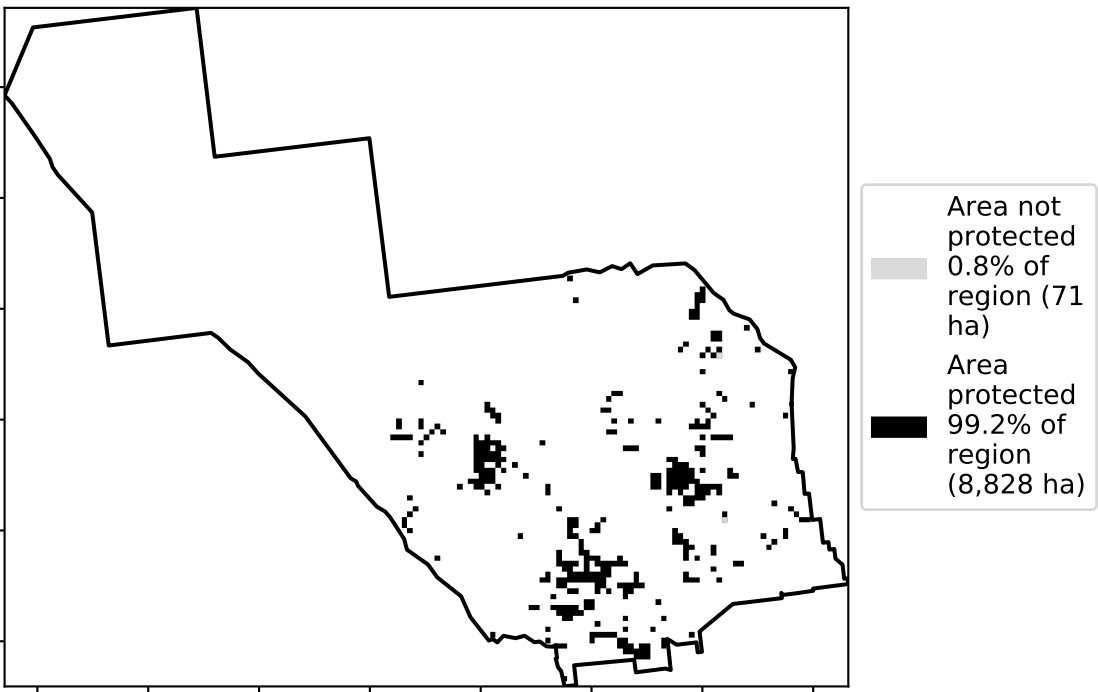 Area not
protected
0.8% of
region (71
ha)
Area
protected
99.2% of
region
(8,828 ha)